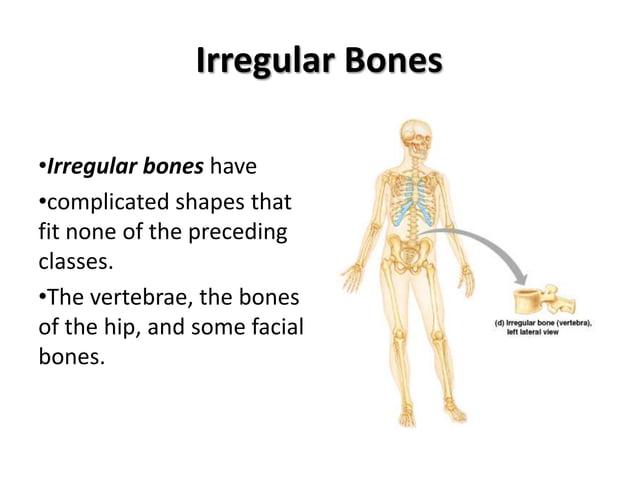 Irregular Bones
•Irregular bones have
•complicated shapes that
fit none of the preceding
classes.
•The vertebrae, the bones
of the hip, and some facial
bones.
(d) Irregular bone (vertebra),
left lateral view